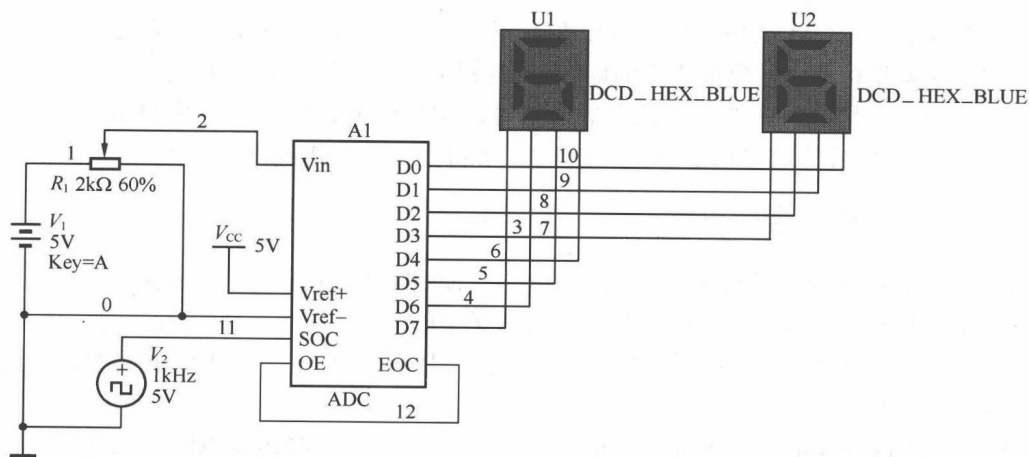 U1
U2
DCD_HEX_BLUE
DCD_HEX_BLUE
A1
2
1
R1 2kΩ 60%
Vin
D0
10
D1
9
D2
8
D3
3
7
D4
6
D5
5
D6
4
D7
V1
5V
Key=A
VCC
5V
Vref+
Vref−
0
11
SOC
OE
EOC
V2
1kHz
5V
ADC
12